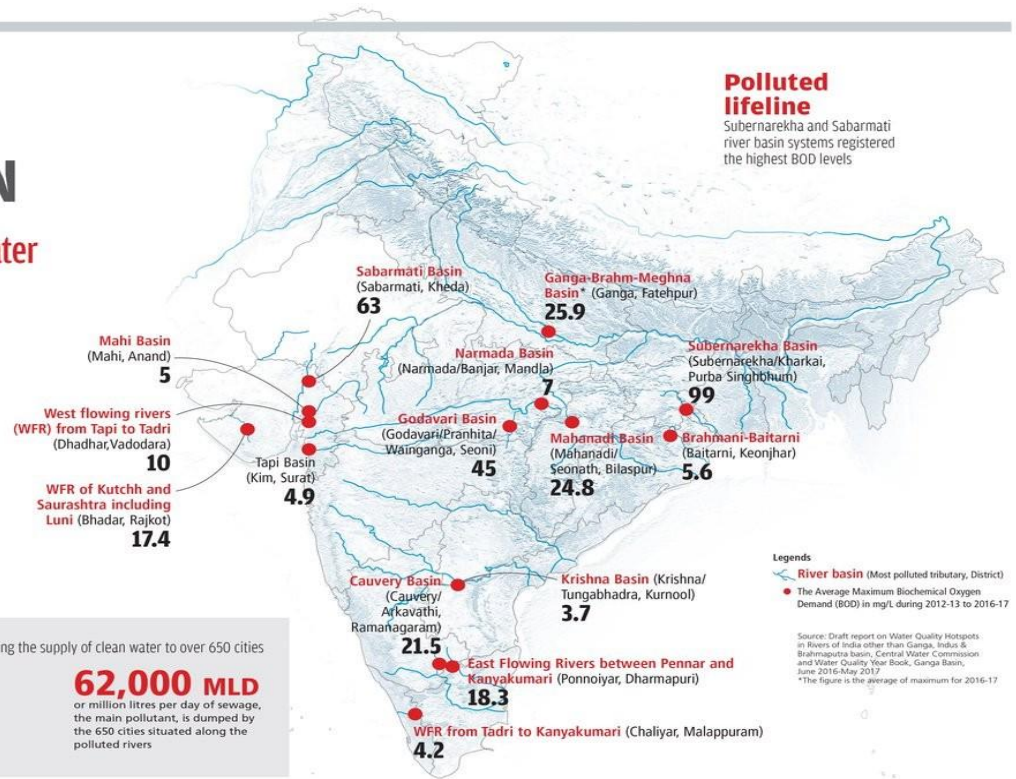 N
ter
Polluted
lifeline
Subernarekha and Sabarmati
river basin systems registered
the highest BOD levels
Sabarmati Basin
(Sabarmati, Kheda)
63
Ganga-Brahm-Meghna
Basin* (Ganga, Fatehpur)
25.9
Mahi Basin
(Mahi, Anand)
5
Narmada Basin
(Narmada/Banjar, Mandla)
7
Subernarekha Basin
(Subernarekha/Kharkai,
Purba Singhbhum)
99
West flowing rivers
(WFR) from Tapi to Tadri
(Dhadhar,Vadodara)
10
Godavari Basin
(Godavari/Pranhita/
Wainganga, Seoni)
45
Mahanadi Basin
(Mahanadi/
Seonath, Bilaspur)
24.8
Brahmani-Baitarni
(Baitarni, Keonjhar)
5.6
Tapi Basin
(Kim, Surat)
4.9
WFR of Kutchh and
Saurashtra including
Luni (Bhadar, Rajkot)
17.4
Cauvery Basin
(Cauvery/
Arkavathi,
Ramanagaram)
21.5
Krishna Basin (Krishna/
Tungabhadra, Kurnool)
3.7
East Flowing Rivers between Pennar and
Kanyakumari (Ponnoiyar, Dharmapuri)
18.3
WFR from Tadri to Kanyakumari (Chaliyar, Malappuram)
4.2
Legends
River basin (Most polluted tributary, District)
The Average Maximum Biochemical Oxygen
Demand (BOD) in mg/L during 2012-13 to 2016-17
Source: Draft report on Water Quality Hotspots
in Rivers of India other than Ganga, Indus &
Brahmaputra basin, Central Water Commission
and Water Quality Year Book, Ganga Basin,
June 2016-May 2017
*The figure is the average of maximum for 2016-17
ng the supply of clean water to over 650 cities
62,000 MLD
or million litres per day of sewage,
the main pollutant, is dumped by
the 650 cities situated along the
polluted rivers